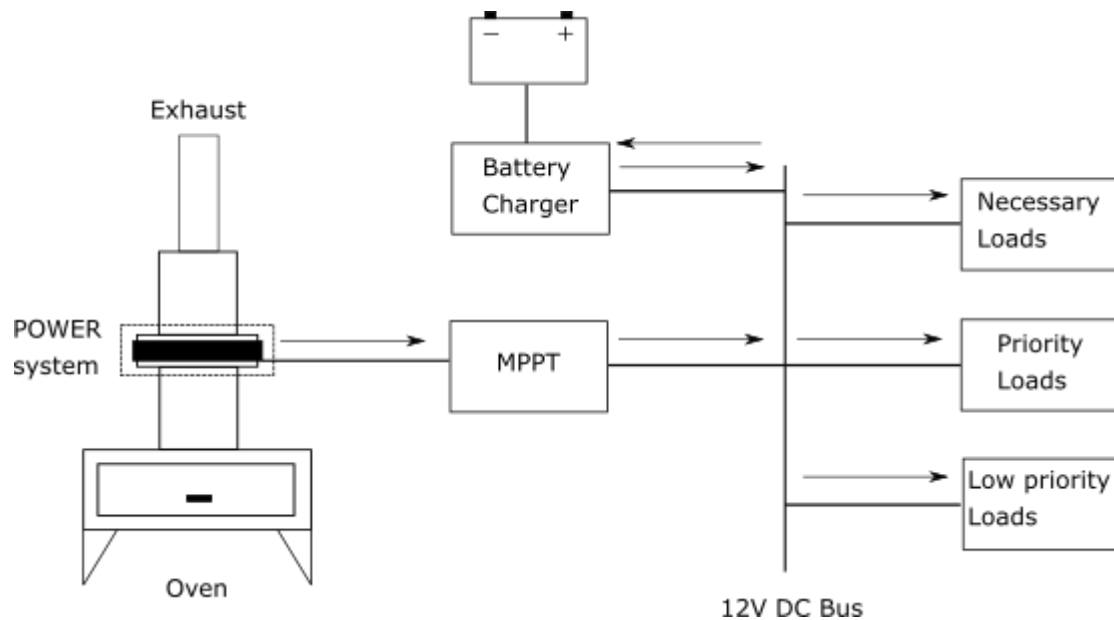 − +
Exhaust
Battery
Charger
Necessary
Loads
POWER
system
MPPT
Priority
Loads
Low priority
Loads
Oven
12V DC Bus